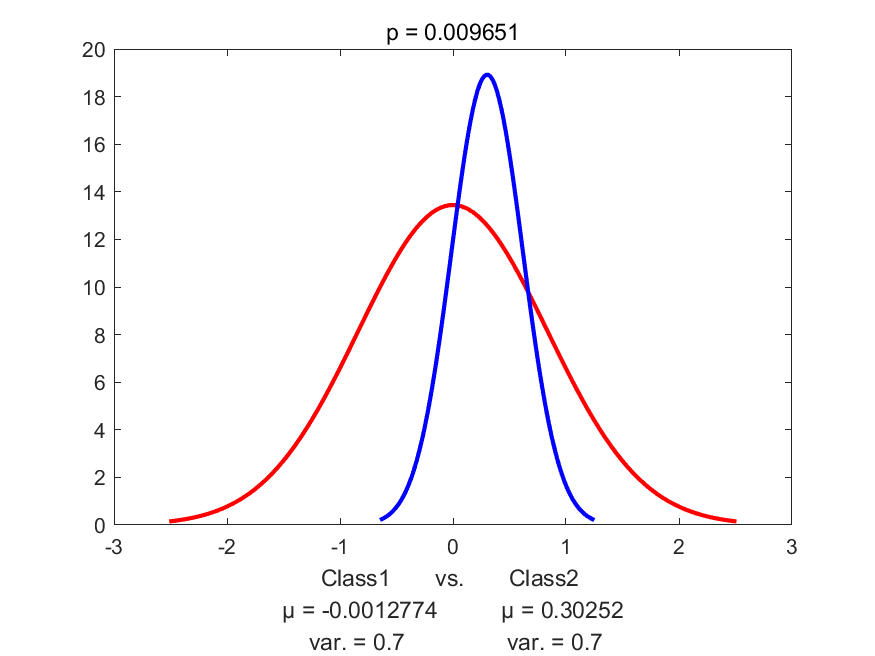 p = 0.009651
20
18
16
14
12
10
8
6
4
2
0
-3 -2 -1 0 1 2 3
Class1 vs. Class2
μ = -0.0012774 μ = 0.30252
var. = 0.7 var. = 0.7